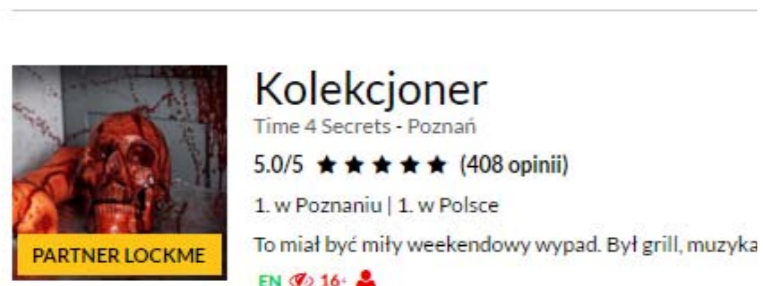 Kolekcjoner
Time 4 Secrets - Poznań
5.0/5 ★★★★★ (408 opinii)
1. w Poznaniu | 1. w Polsce
PARTNER LOCKME
To miał być miły weekendowy wypad. Był grill, muzyka
EN 16+